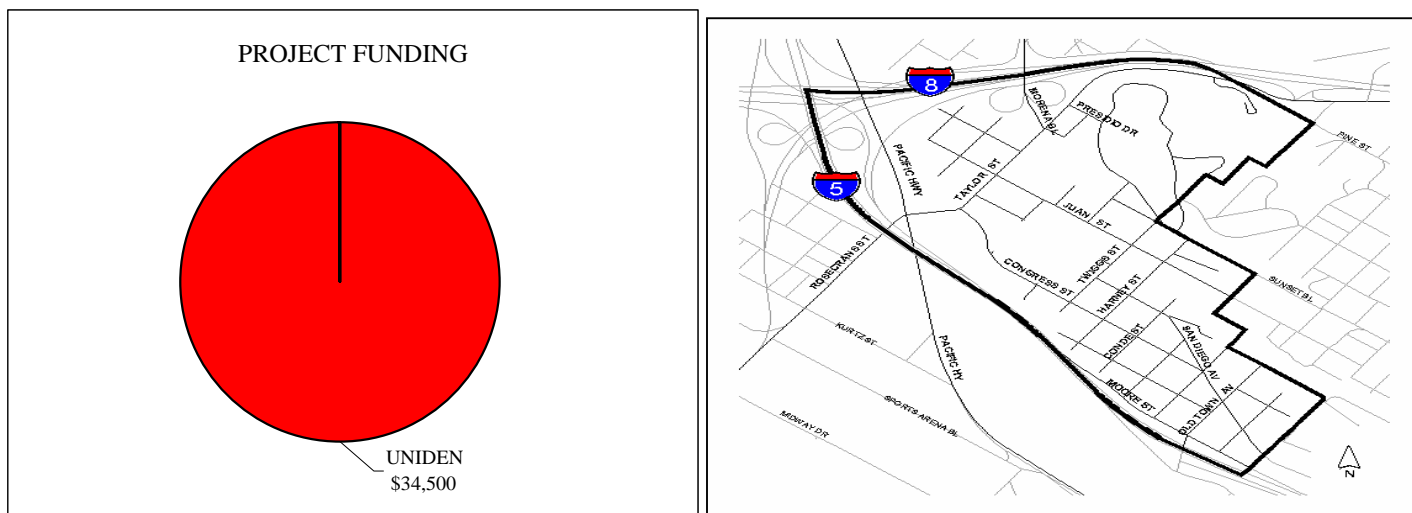 PROJECT FUNDING
UNIDEN
$34,500
8
5
MORENA BL
PRESIDIO DR
PINE ST
PACIFIC HWY
TAYLOR ST
JUAN ST
ROSECRANS ST
CONGRESS ST
TWIGGS ST
HARNEY ST
SUNSET BL
KURTZ ST
PACIFIC HY
CONDE ST
SAN DIEGO AV
MOORE ST
OLD TOWN AV
SPORTS ARENA BL
MIDWAY DR
N